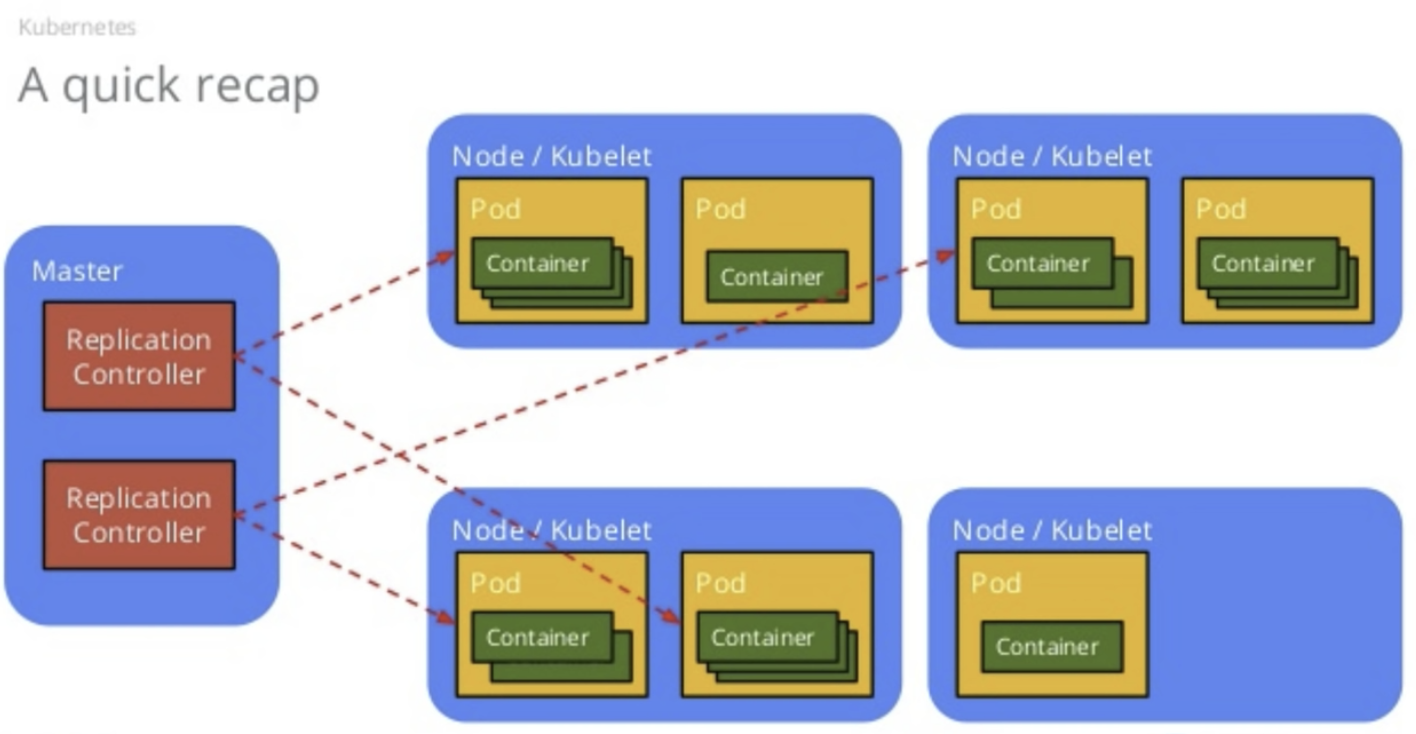 Kubernetes
A quick recap
Master
Replication
Controller
Replication
Controller
Node / Kubelet
Pod
Container
Pod
Container
Node / Kubelet
Pod
Container
Pod
Container
Node / Kubelet
Pod
Container
Pod
Container
Node / Kubelet
Pod
Container